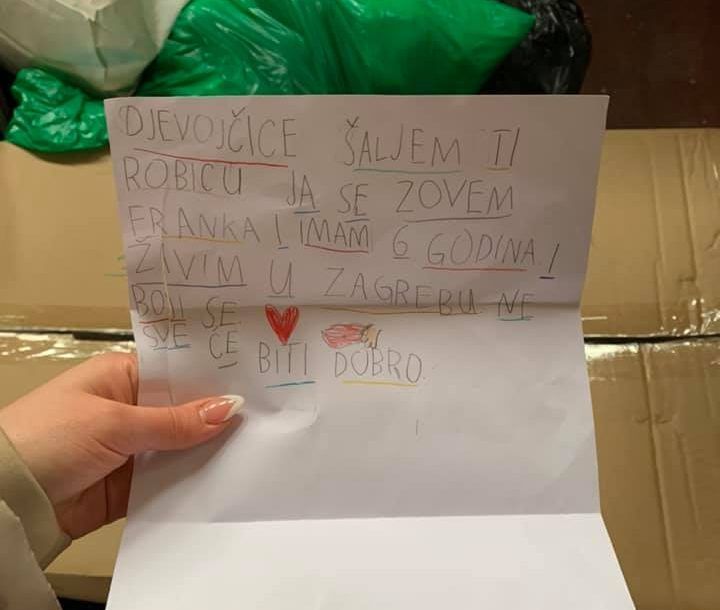 DJEVOJČICE ŠALJEM TI
ROBICU JA SE ZOVEM
FRANKA I IMAM 6 GODINA I
ŽIVIM U ZAGREBU NE
BOJI SE
SVE ĆE BITI DOBRO